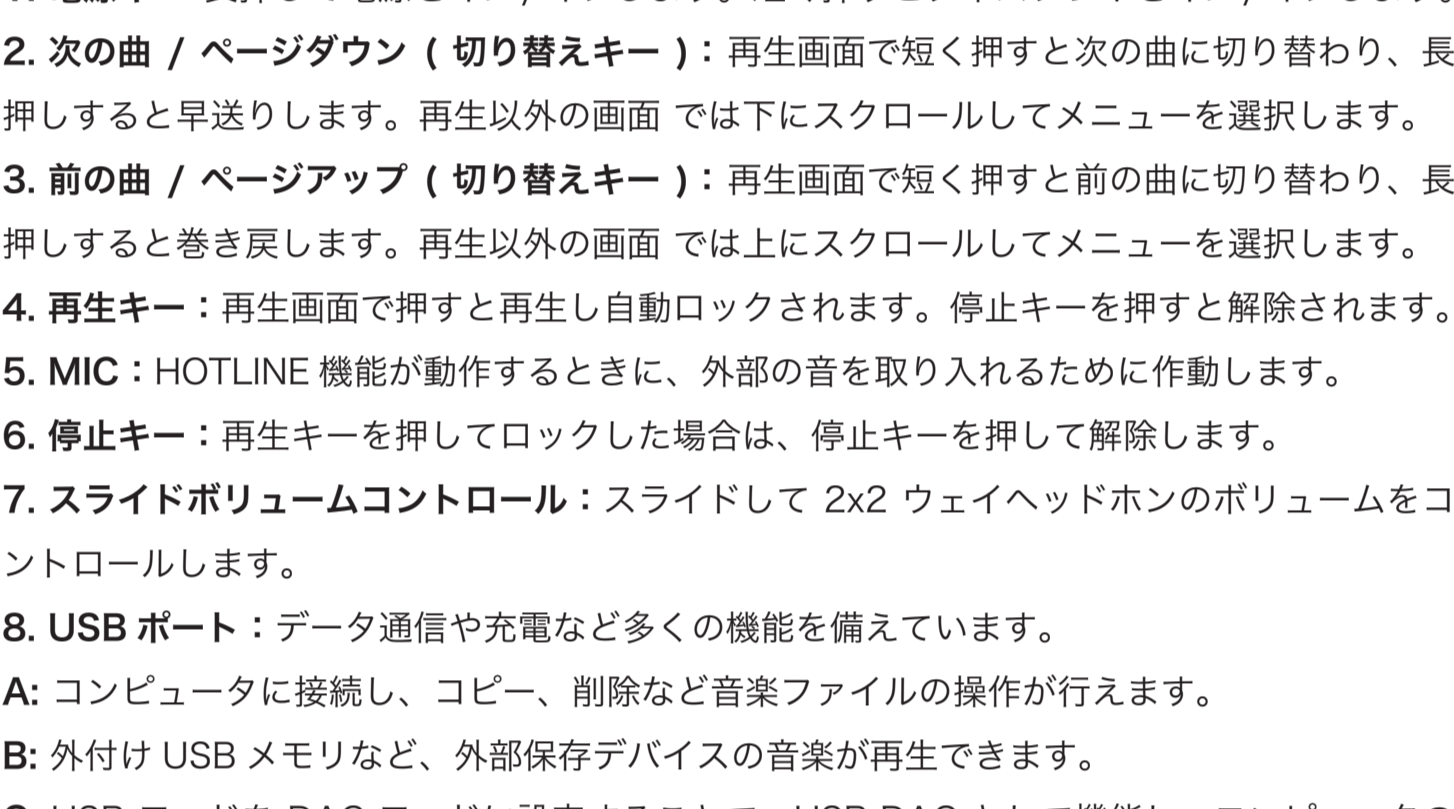 2. 次の曲 / ページダウン ( 切り替えキー )：再生画面で短く押すと次の曲に切り替わり、長
押しすると早送りします。再生以外の画面 では下にスクロールしてメニューを選択します。
3. 前の曲 / ページアップ ( 切り替えキー )：再生画面で短く押すと前の曲に切り替わり、長
押しすると巻き戻します。再生以外の画面 では上にスクロールしてメニューを選択します。
4. 再生キー：再生画面で押すと再生し自動ロックされます。停止キーを押すと解除されます。
5. MIC：HOTLINE 機能が動作するときに、外部の音を取り入れるために作動します。
6. 停止キー：再生キーを押してロックした場合は、停止キーを押して解除します。
7. スライドボリュームコントロール：スライドして 2x2 ウェイヘッドホンのボリュームをコ
ントロールします。
8. USB ポート：データ通信や充電など多くの機能を備えています。
A: コンピュータに接続し、コピー、削除など音楽ファイルの操作が行えます。
B: 外付け USB メモリなど、外部保存デバイスの音楽が再生できます。